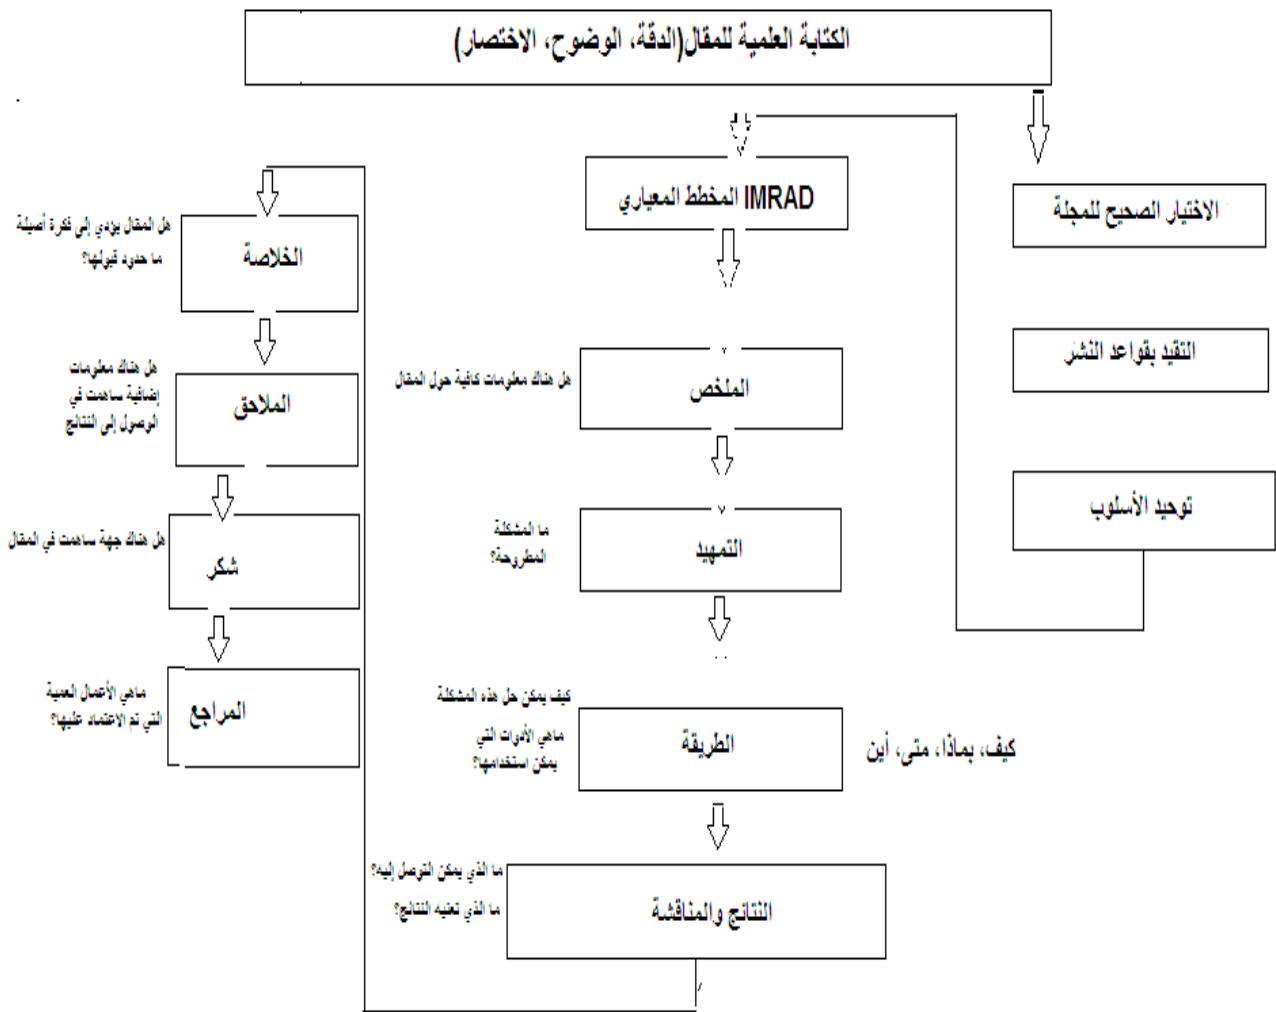 الكتابة العلمية للمقال(الدقة، الوضوح، الاختصار)
الاختيار الصحيح للمجلة
التقيد بقواعد النشر
توحيد الأسلوب
IMRAD المخطط المعياري
الملخص
هل هناك معلومات كافية حول المقال
التمهيد
ما المشكلة
المطروحة؟
الطريقة
كيف، بماذا، متى، أين
كيف يمكن حل هذه المشكلة
ماهي الأدوات التي
يمكن استخدامها؟
النتائج والمناقشة
ما الذي يمكن التوصل إليه؟
ما الذي تعنيه النتائج؟
الخلاصة
هل المقال يؤدي إلى فكرة أصيلة
ما حدود قبولها؟
الملاحق
هل هناك معلومات
إضافية ساهمت في
الوصول إلى النتائج
شكر
هل هناك جهة ساهمت في المقال
المراجع
ماهي الأعمال العمية
التي تم الاعتماد عليها؟